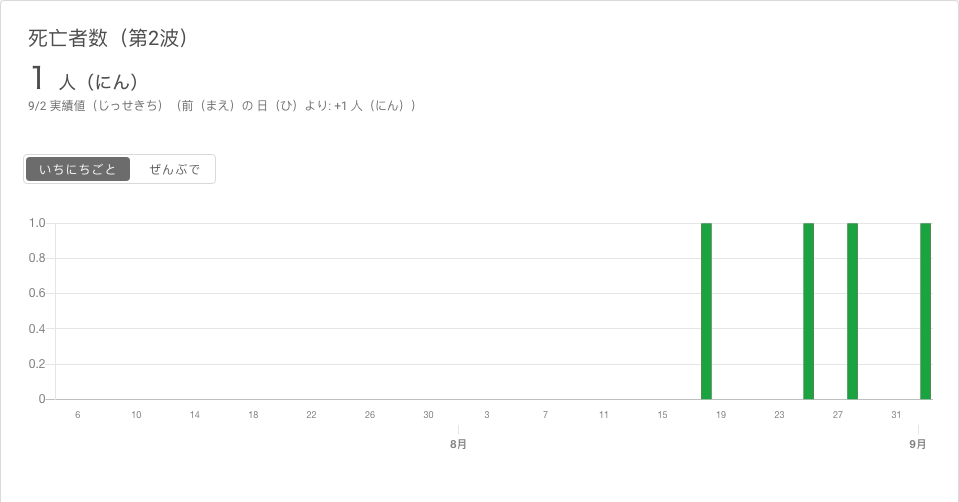 死亡者数（第2波）
1 人（にん）
9/2 実績値（じっせきち）（前（まえ）の 日（ひ）より: +1 人（にん））
いちにちごと ぜんぶで
1.0
0.8
0.6
0.4
0.2
0
6 10 14 18 22 26 30 3 7 11 15 19 23 27 31
8月 9月